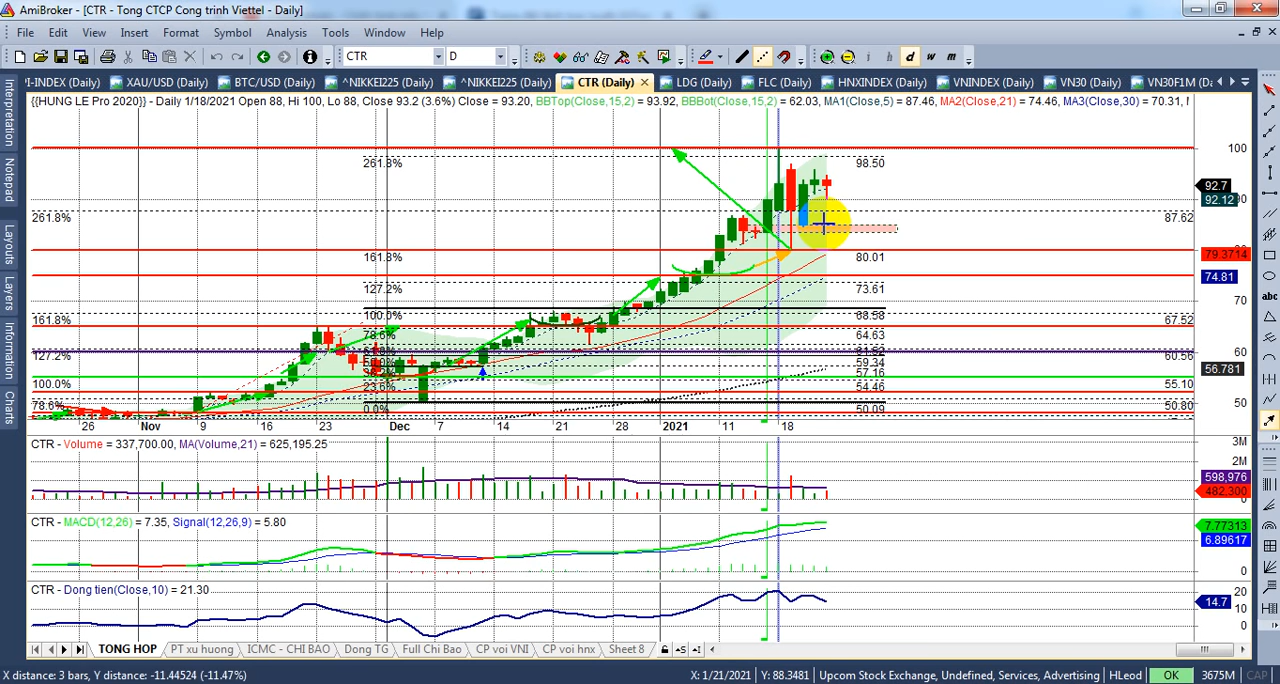 AmiBroker - [CTR - Tong CTCP Cong trinh Viettel - Daily]
File Edit View Insert Format Symbol Analysis Tools Window Help
CTR D d w m
I-INDEX (Daily) XAU/USD (Daily) BTC/USD (Daily) ^NIKKEI225 (Daily) ^NIKKEI225 (Daily) CTR (Daily) LDG (Daily) FLC (Daily) HNXINDEX (Daily) VNINDEX (Daily) VN30 (Daily) VN30F1M (Da
{{HUNG LE Pro 2020}} - Daily 1/18/2021 Open 88, Hi 100, Lo 88, Close 93.2 (3.6%) Close = 93.20, BBTop(Close,15,2) = 93.92, BBBot(Close,15,2) = 62.03, MA1(Close,5) = 87.46, MA2(Close,21) = 74.46, MA3(Close,30) = 70.31,
Interpretation
Notepad
Layouts
Layers
Information
Charts
abc
100
261.8% 98.50
92.7
92.12
261.8% 87.62
161.8% 80.01
79.3714
127.2% 73.61
74.81
70
100.0% 68.58
161.8% 67.52
78.6% 64.63
60
127.2% 60.56
59.34
57.16
56.781
100.0% 55.10
23.6% 54.46
78.6% 50.80
0.0% 50.09
50
26 Nov 9 16 23 Dec 7 14 21 28 2021 11 18
CTR - Volume = 337,700.00, MA(Volume,21) = 625,195.25
3M
2M
598,976
482,300
0
CTR - MACD(12,26) = 7.35, Signal(12,26,9) = 5.80
7.77313
6.89617
0
CTR - Dong tien(Close,10) = 21.30
20
14.7
10
0
TONG HOP PT xu huong ICMC - CHI BAO Dong TG Full Chi Bao CP voi VNI CP voi hnx Sheet 8
X distance: 3 bars, Y distance: -11.44524 (-11.47%) X: 1/21/2021 Y: 88.3481 Upcom Stock Exchange, Undefined, Services, Advertising HLeod OK 3675M CAP